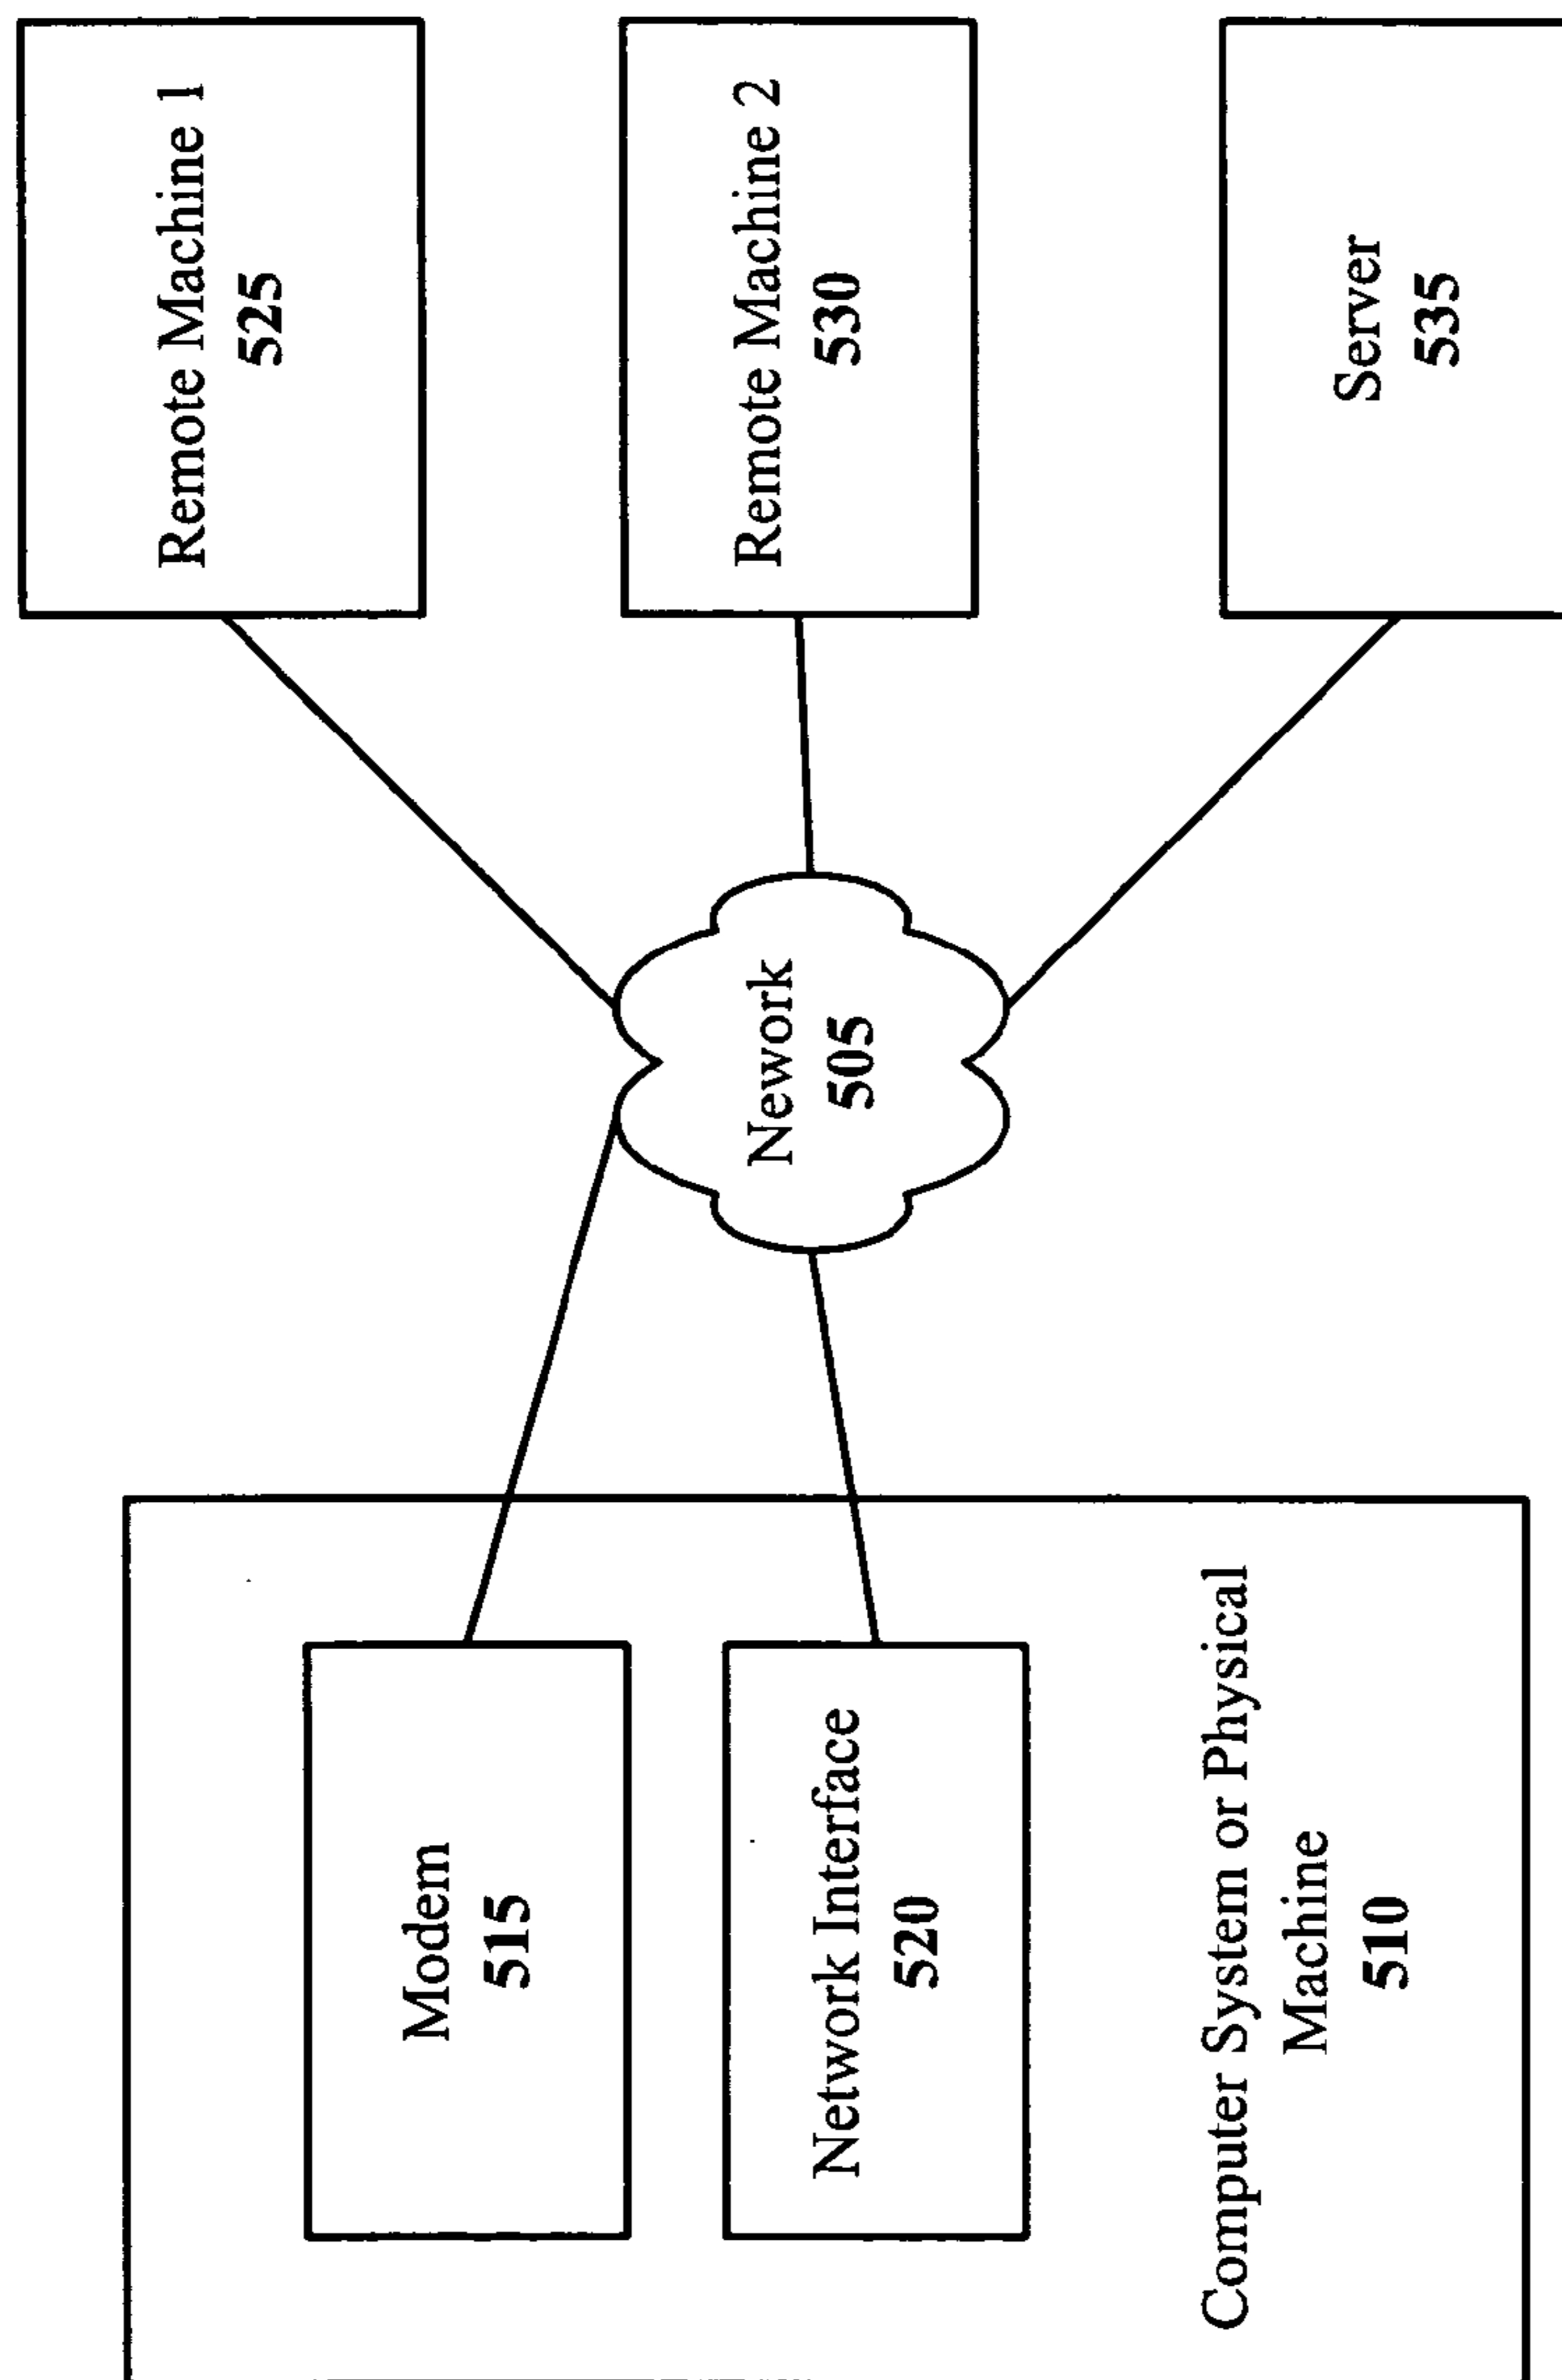 Remote Machine 1
525
Remote Machine 2
530
Server
535
Nework
505
Modem
515
Network Interface
520
Computer System or Physical
Machine
510